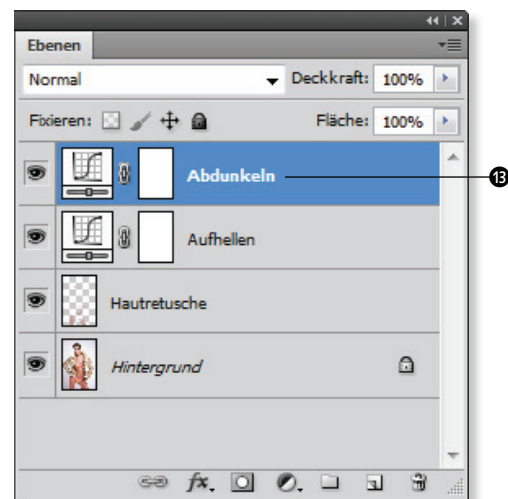 Ebenen
Normal Deckkraft: 100%
Fixieren: Fläche: 100%
Abdunkeln 13
Aufhellen
Hautretusche
Hintergrund
fx.